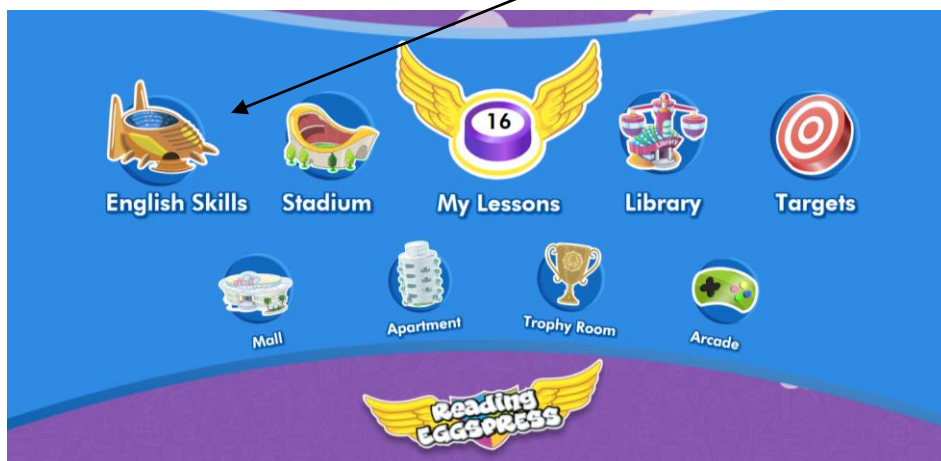 16
English Skills
Stadium
My Lessons
Library
Targets
Mall
Apartment
Trophy Room
Arcade
Reading
EGGSPRESS